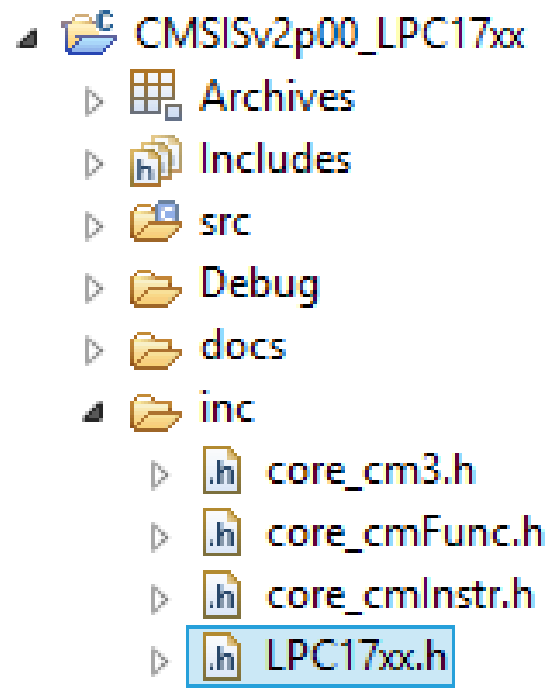 CMSISv2p00_LPC17xx
Archives
Includes
src
Debug
docs
inc
core_cm3.h
core_cmFunc.h
core_cmInstr.h
LPC17xx.h